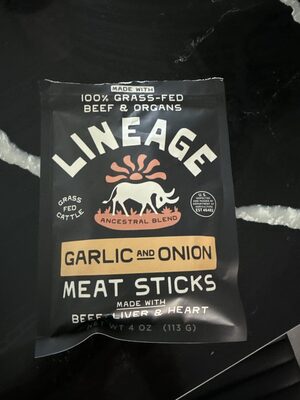 MADE WITH
100% GRASS-FED
BEEF & ORGANS
LINEAGE
GRASS
FED
CATTLE
ANCESTRAL BLEND
GARLIC AND ONION
MEAT STICKS
MADE WITH
BEEF, LIVER & HEART
NET WT 4 OZ (113 G)